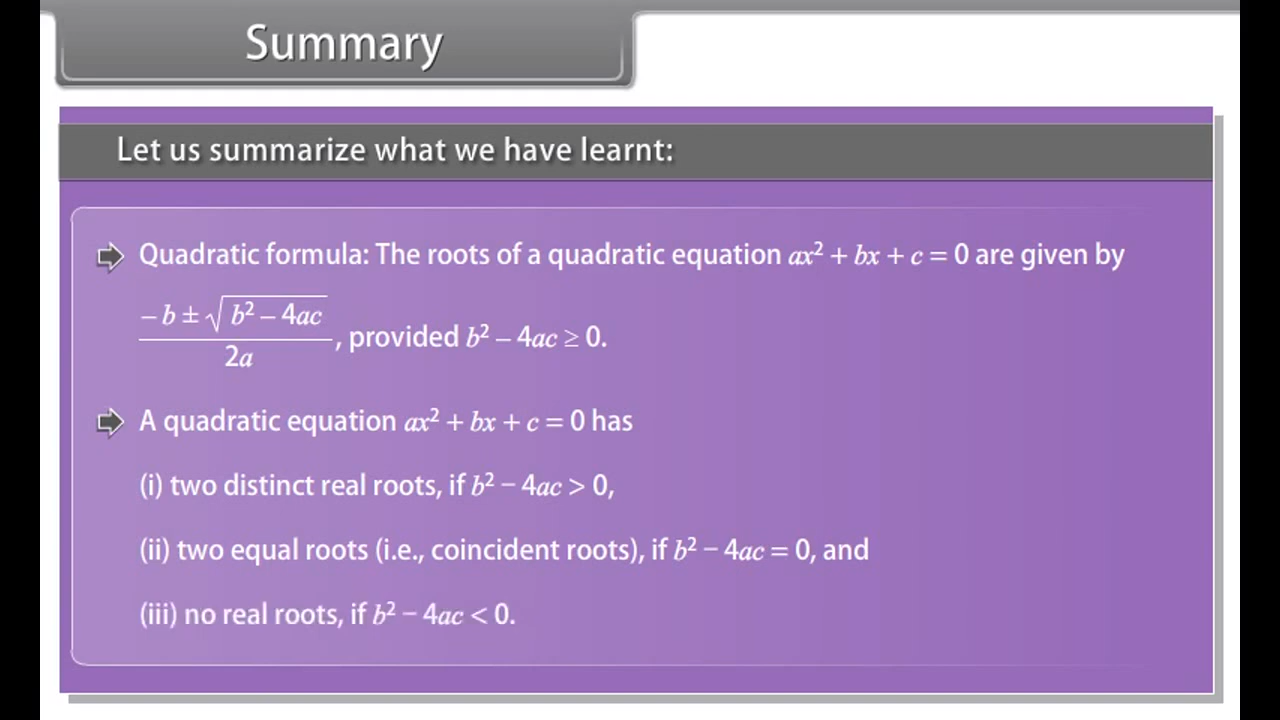 Summary
Let us summarize what we have learnt:
Quadratic formula: The roots of a quadratic equation ax² + bx + c = 0 are given by
−b ± √(b² − 4ac) / 2a , provided b² − 4ac ≥ 0.
A quadratic equation ax² + bx + c = 0 has
(i) two distinct real roots, if b² − 4ac > 0,
(ii) two equal roots (i.e., coincident roots), if b² − 4ac = 0, and
(iii) no real roots, if b² − 4ac < 0.